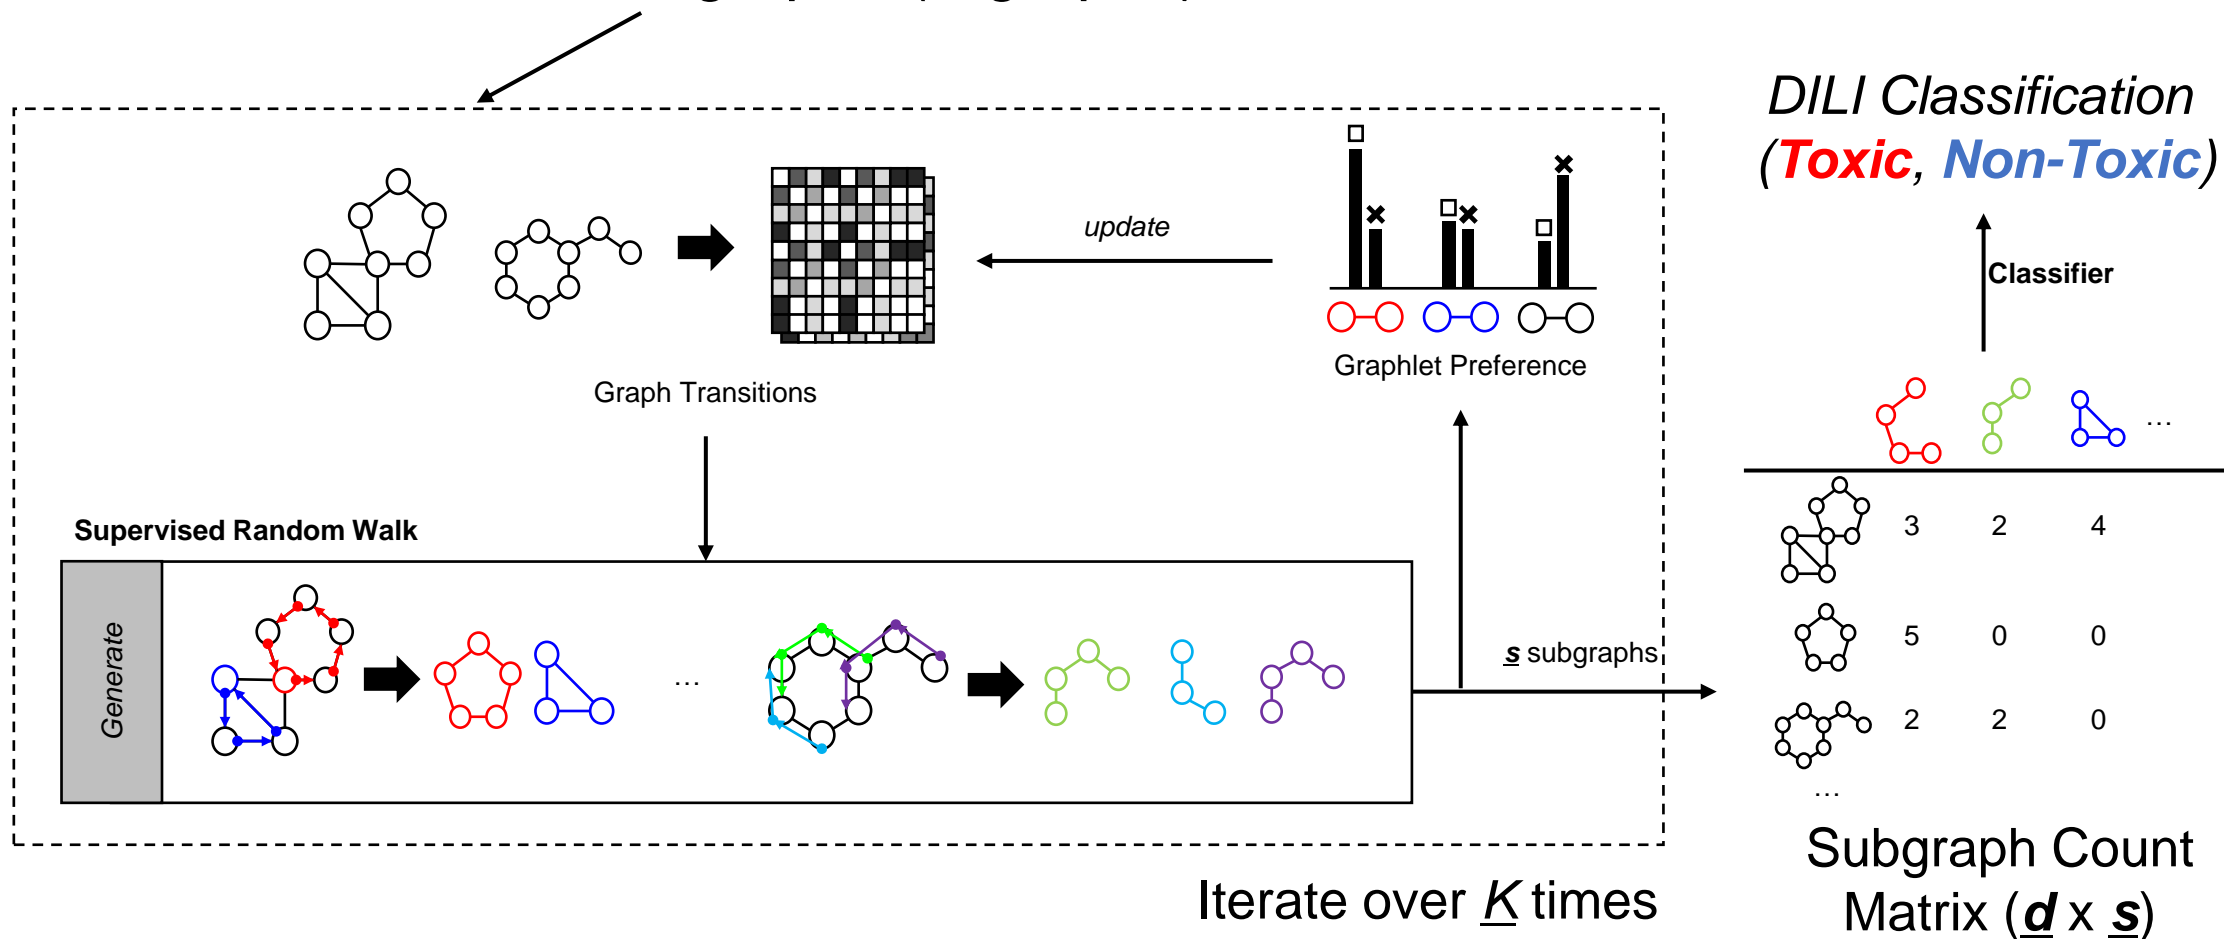 DILI Classification
(Toxic, Non-Toxic)
update
Classifier
Graphlet Preference
Graph Transitions
...
Supervised Random Walk
Generate
...
s subgraphs
3 2 4
5 0 0
2 2 0
...
Subgraph Count
Matrix (d x s)
Iterate over K times